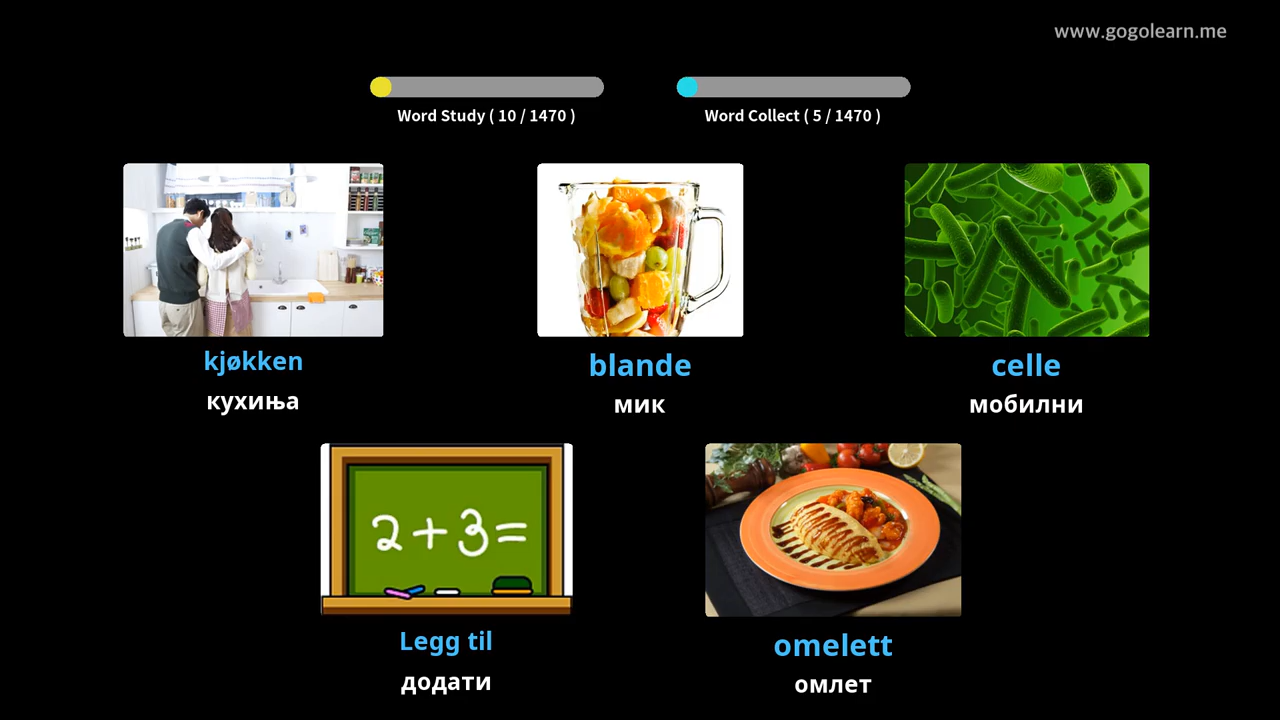 www.gogolearn.me
Word Study ( 10 / 1470 )
Word Collect ( 5 / 1470 )
kjøkken
кухиња
blande
мик
celle
мобилни
2+3=
Legg til
додати
omelett
омлет